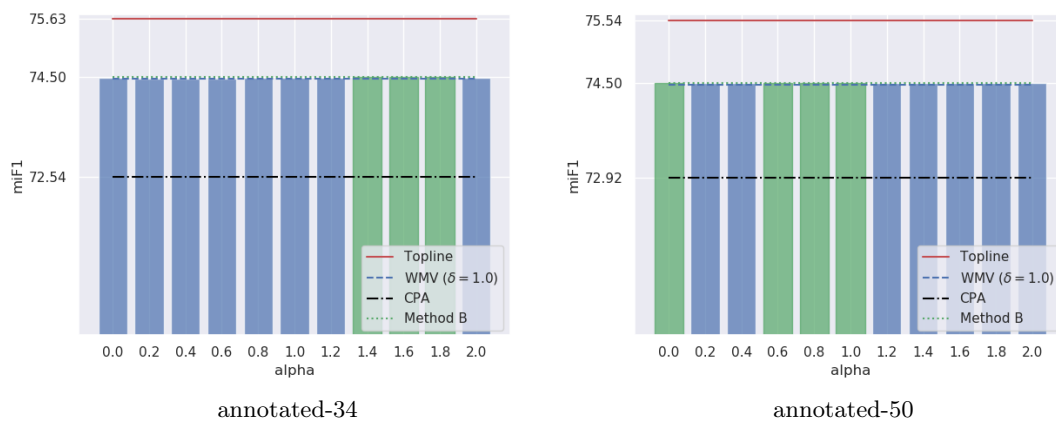 75.63
74.50
72.54
miF1
Topline
WMV (δ = 1.0)
CPA
Method B
0.0 0.2 0.4 0.6 0.8 1.0 1.2 1.4 1.6 1.8 2.0
alpha
annotated-34
75.54
74.50
72.92
miF1
Topline
WMV (δ = 1.0)
CPA
Method B
0.0 0.2 0.4 0.6 0.8 1.0 1.2 1.4 1.6 1.8 2.0
alpha
annotated-50